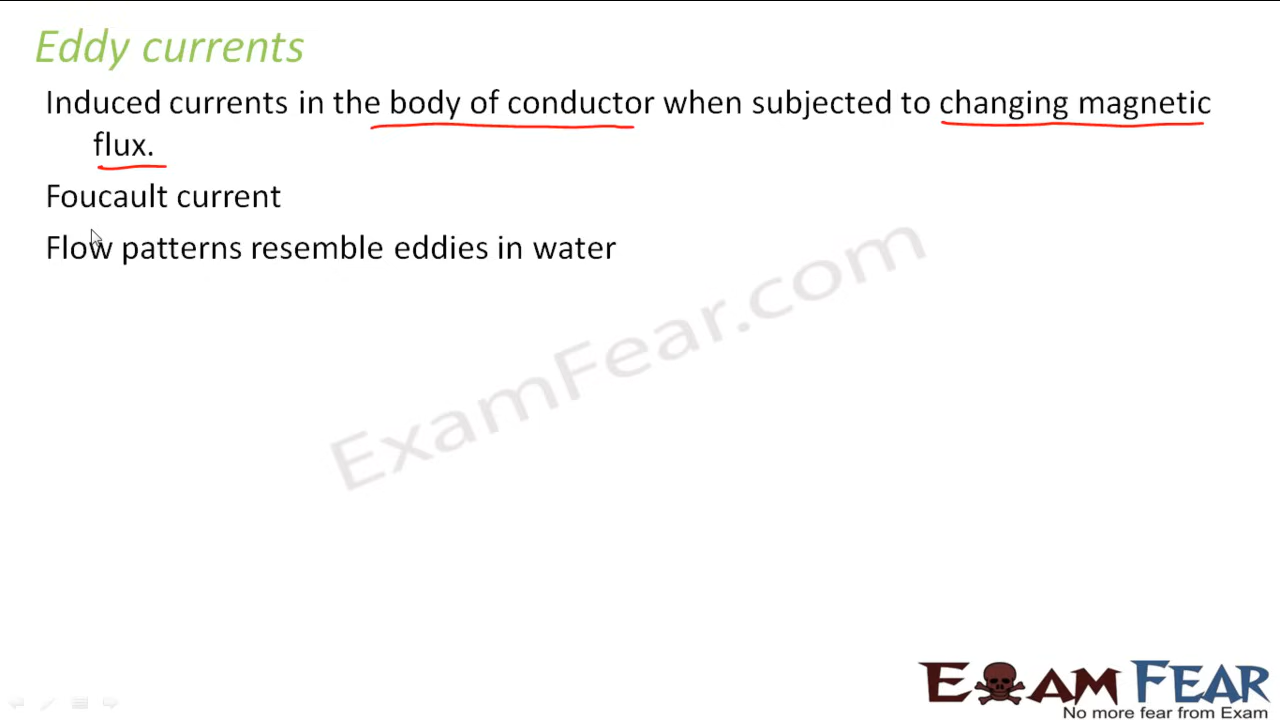 Eddy currents
Induced currents in the body of conductor when subjected to changing magnetic
flux.
Foucault current
Flow patterns resemble eddies in water
ExamFear.com
EXAM FEAR
No more fear from Exam